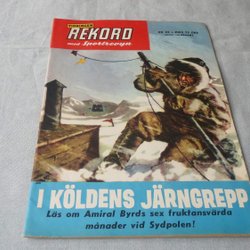 REKORD
med Sportrevyn
I KÖLDENS JÄRNGREPP
Läs om Amiral Byrds sex fruktansvärda
månader vid Sydpolen!